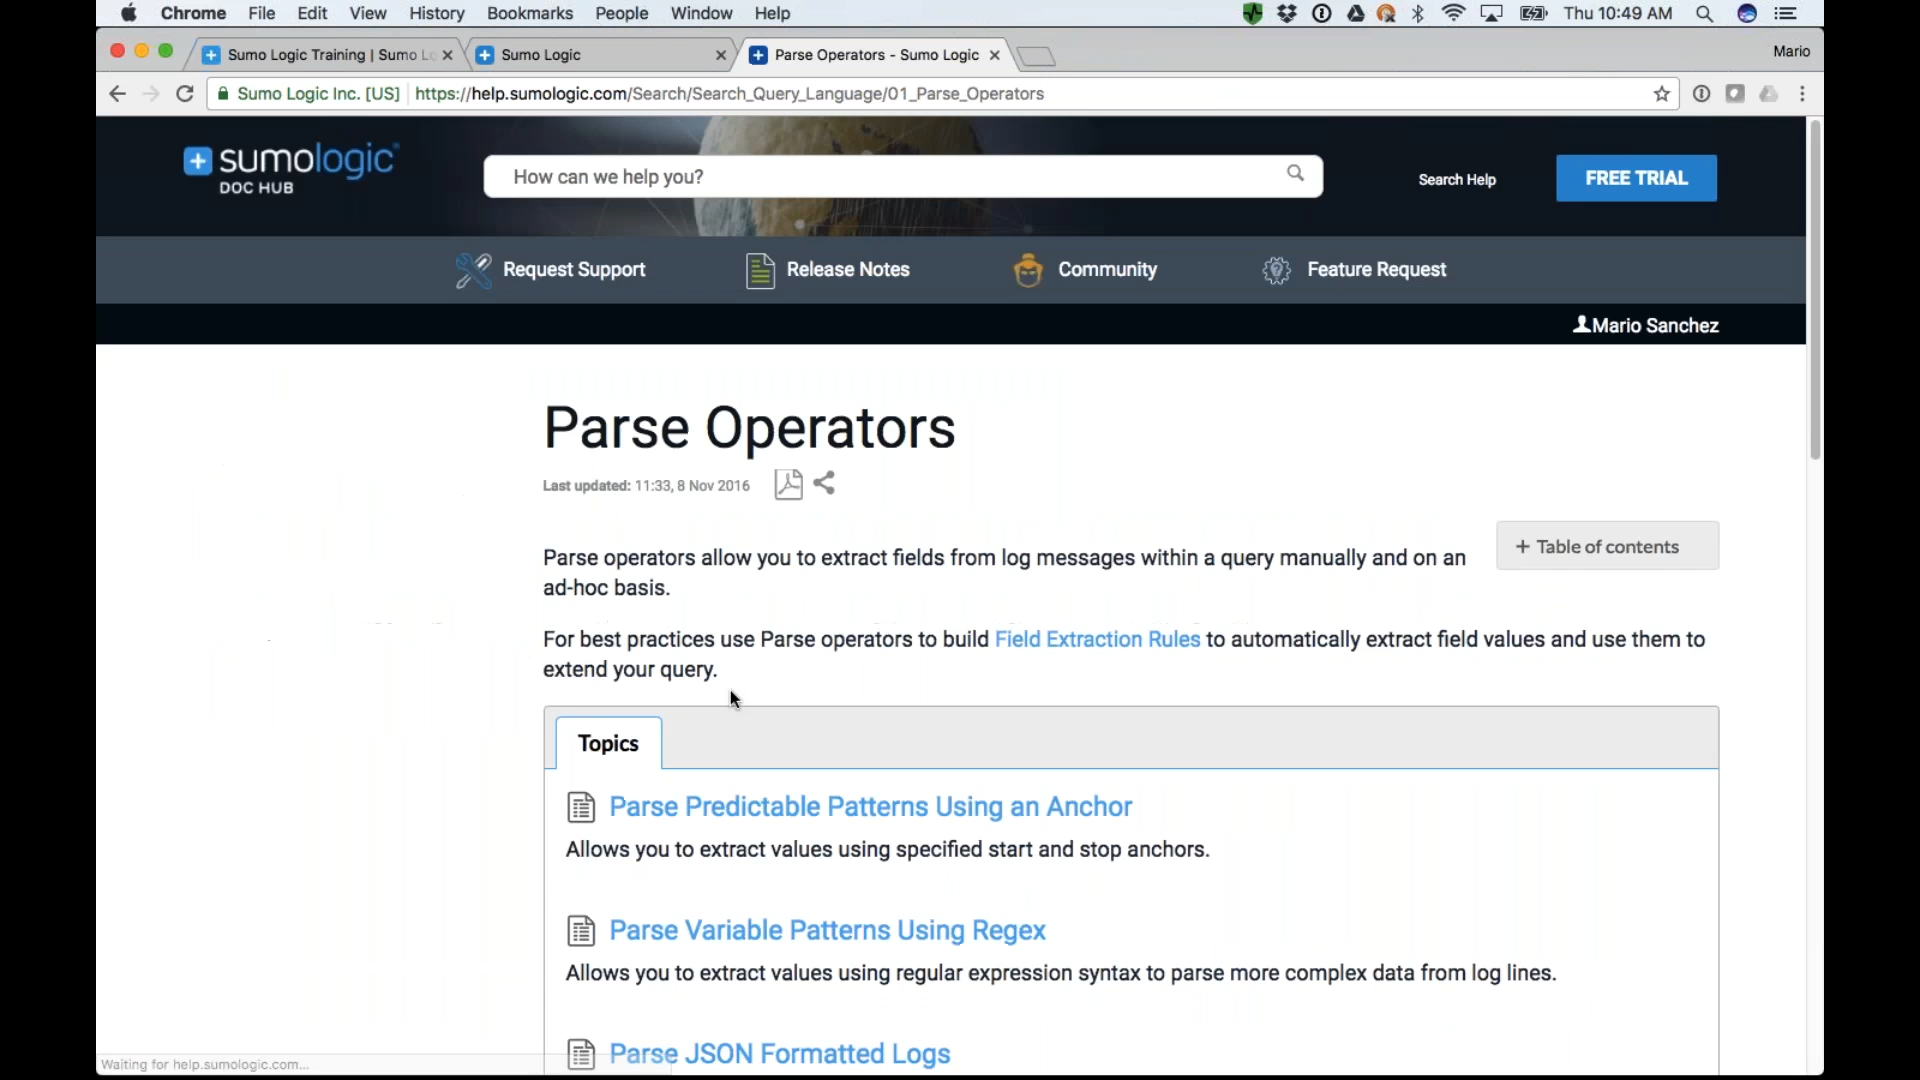 Chrome File Edit View History Bookmarks People Window Help Thu 10:49 AM
Sumo Logic Training | Sumo Lo
Sumo Logic
Parse Operators - Sumo Logic
Mario
Sumo Logic Inc. [US] https://help.sumologic.com/Search/Search_Query_Language/01_Parse_Operators
sumologic
DOC HUB
How can we help you?
Search Help
FREE TRIAL
Request Support
Release Notes
Community
Feature Request
Mario Sanchez
Parse Operators
Last updated: 11:33, 8 Nov 2016
+ Table of contents
Parse operators allow you to extract fields from log messages within a query manually and on an
ad-hoc basis.
For best practices use Parse operators to build Field Extraction Rules to automatically extract field values and use them to
extend your query.
Topics
Parse Predictable Patterns Using an Anchor
Allows you to extract values using specified start and stop anchors.
Parse Variable Patterns Using Regex
Allows you to extract values using regular expression syntax to parse more complex data from log lines.
Parse JSON Formatted Logs
Waiting for help.sumologic.com...